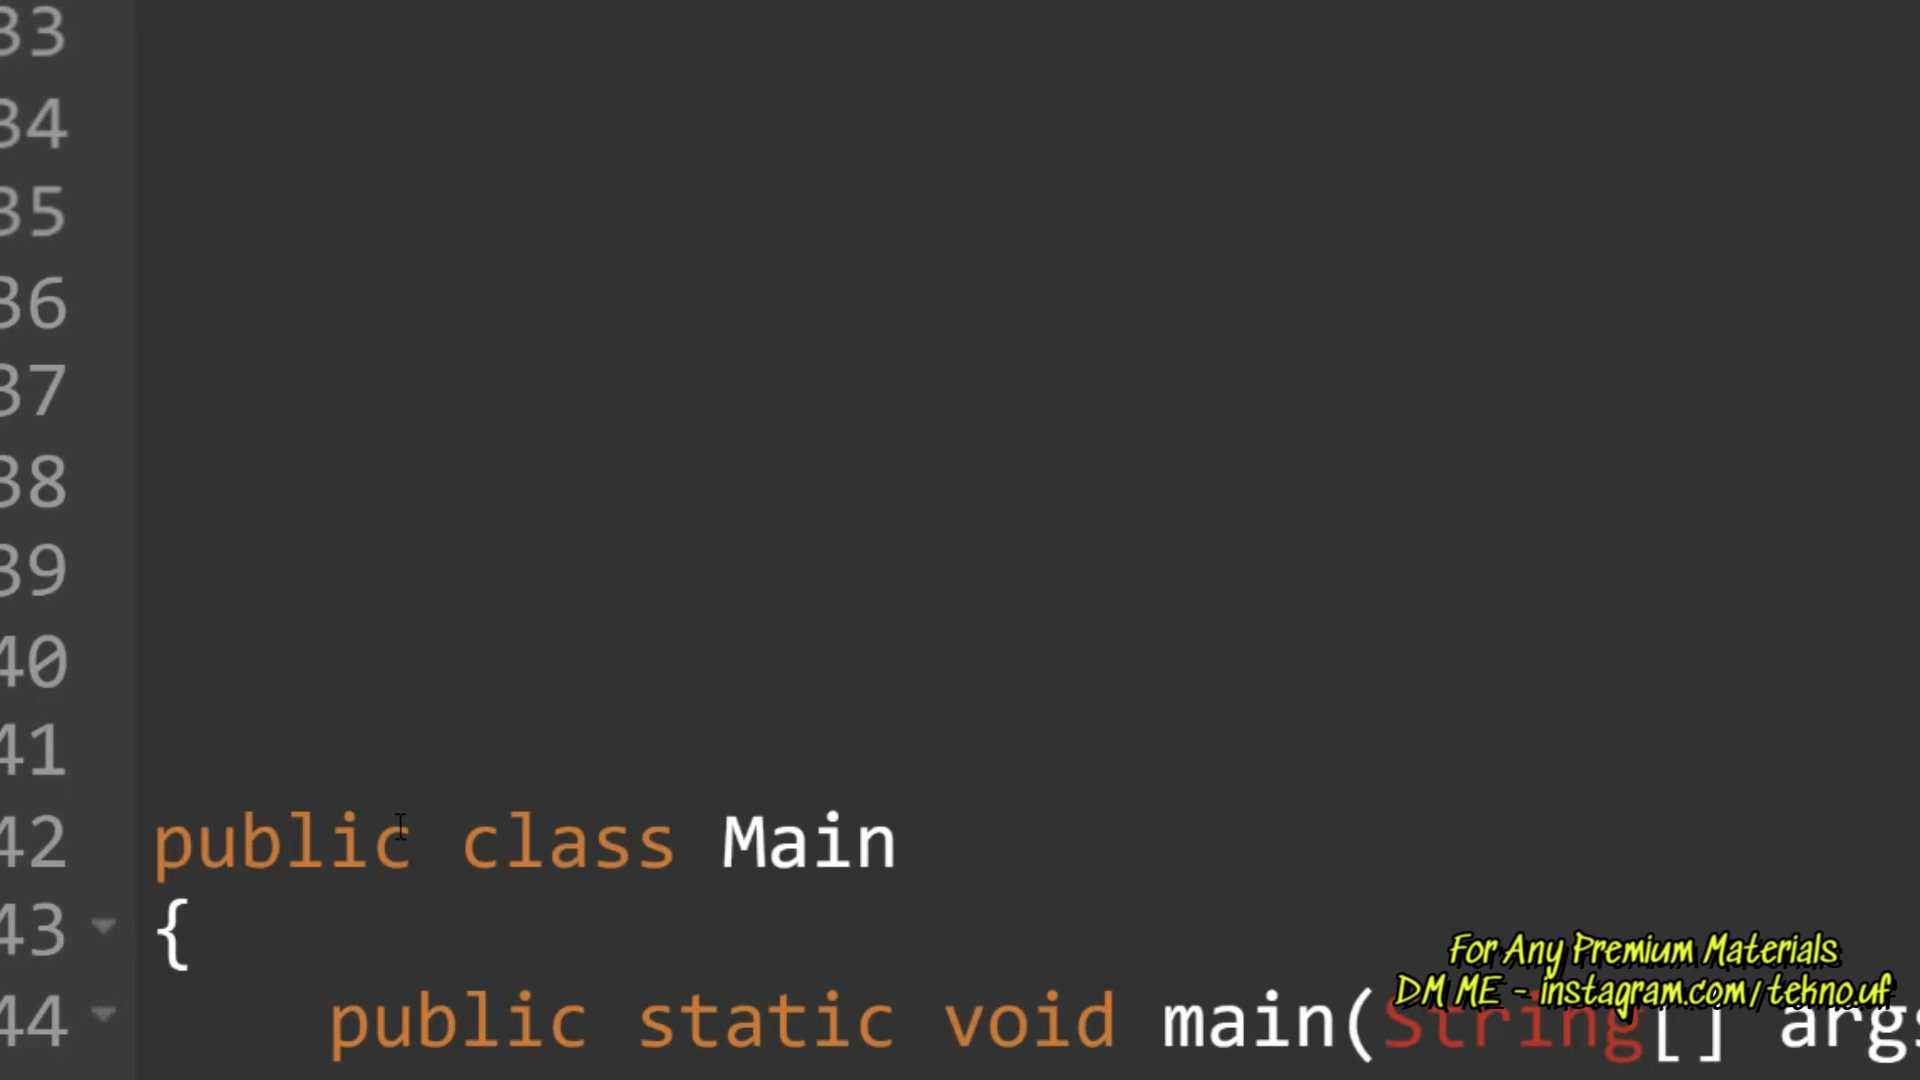 33
34
35
36
37
38
39
40
41
42 public class Main
43 {
44 public static void main(String[] args
For Any Premium Materials
DM ME - instagram.com/tekno.uf